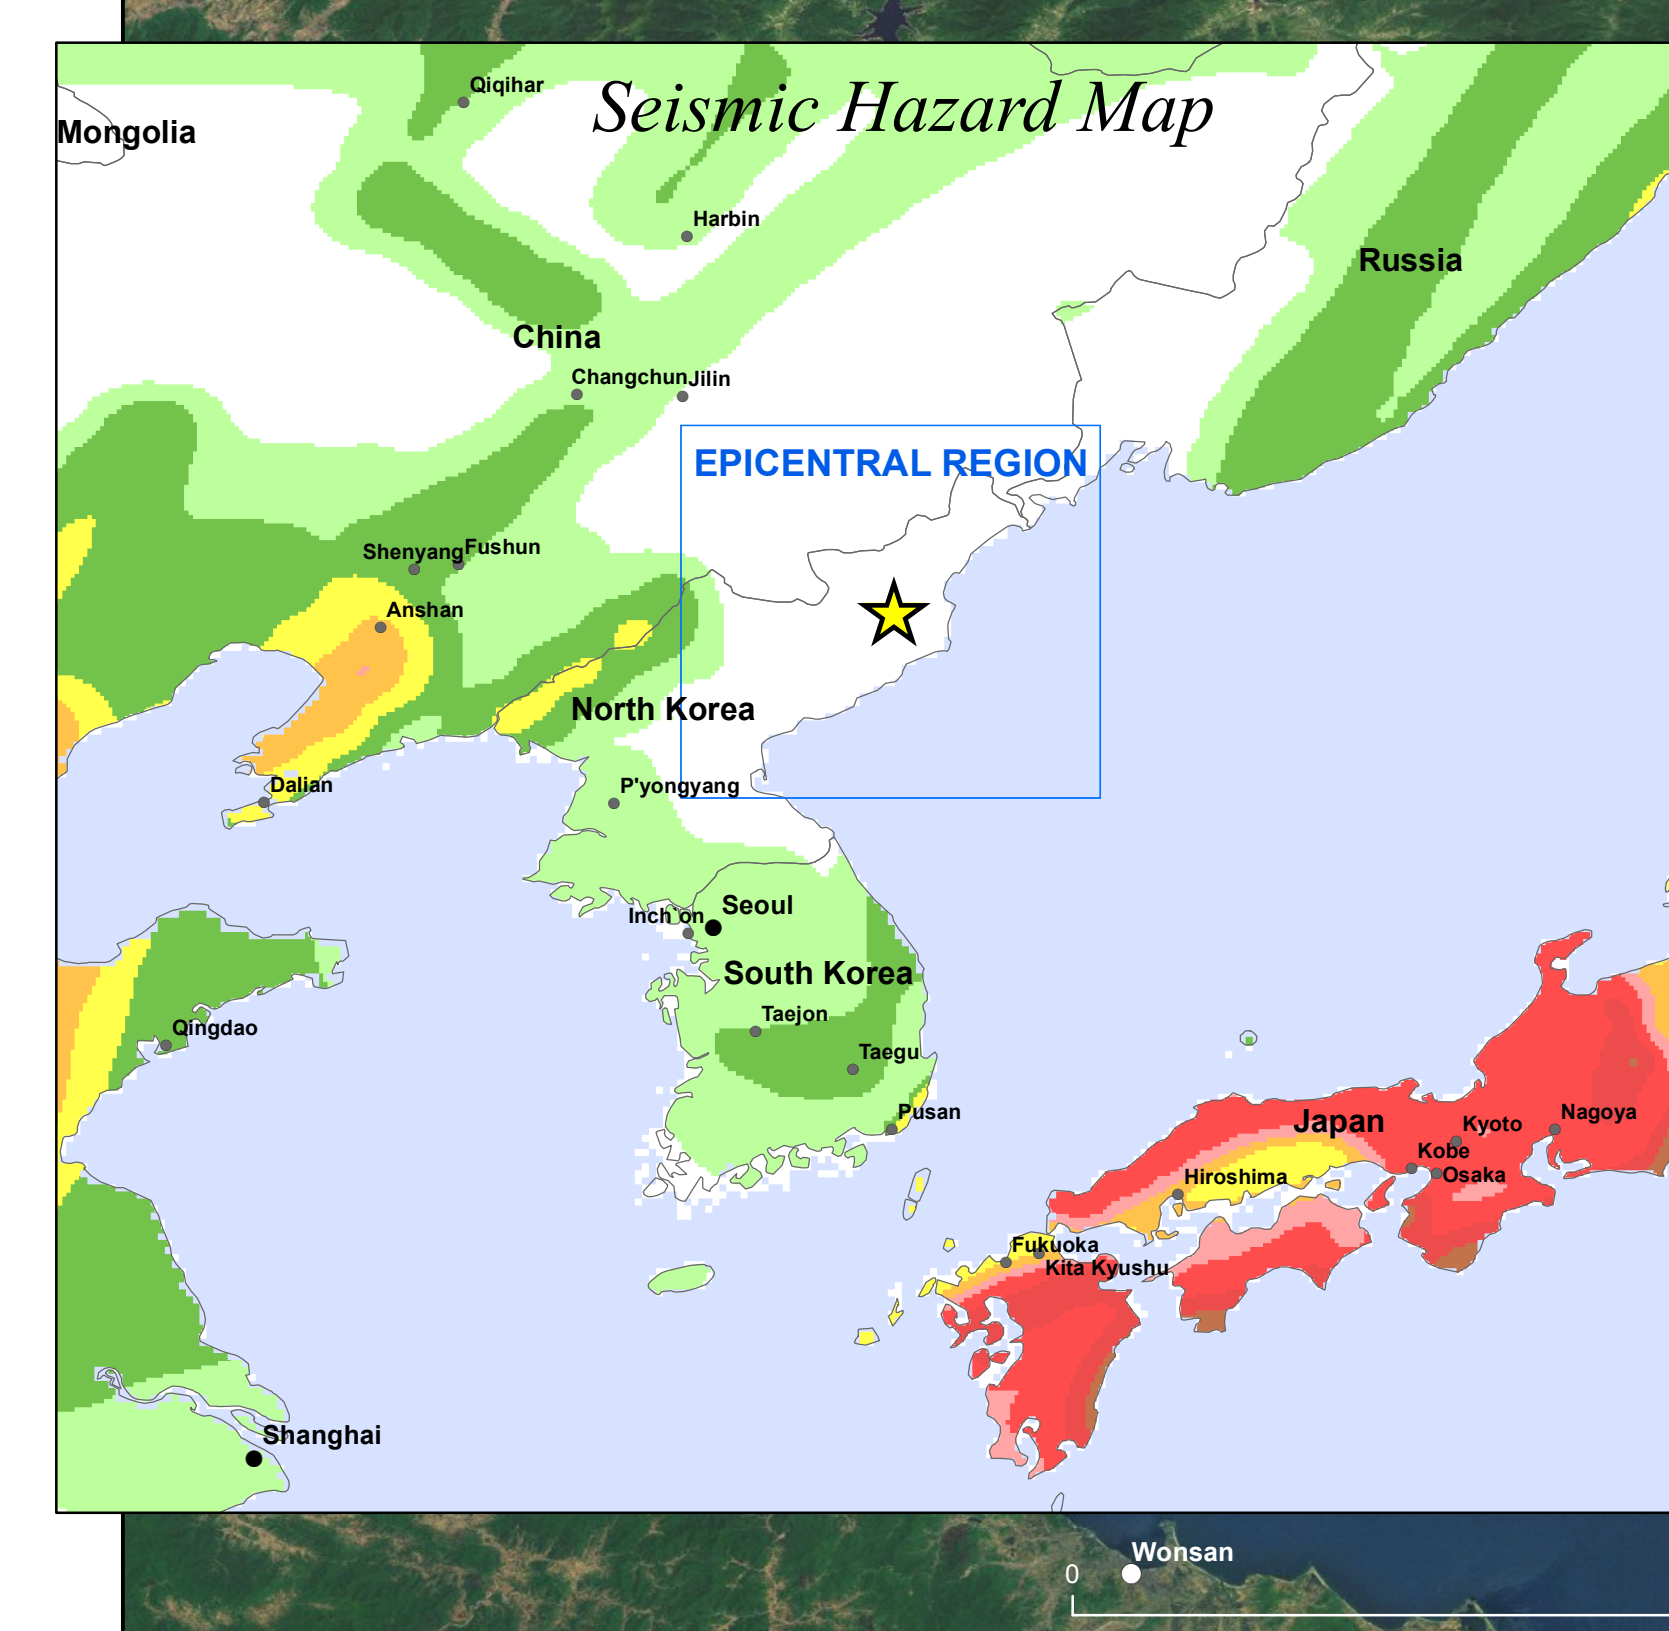 Qiqihar
Seismic Hazard Map
Mongolia
Harbin
Russia
China
Changchun
Jilin
EPICENTRAL REGION
Shenyang
Fushun
Anshan
North Korea
Dalian
P'yongyang
Seoul
Inch`on
South Korea
Taejon
Qingdao
Taegu
Pusan
Japan
Kyoto
Nagoya
Kobe
Osaka
Hiroshima
Fukuoka
Kita Kyushu
Shanghai
Wonsan
0